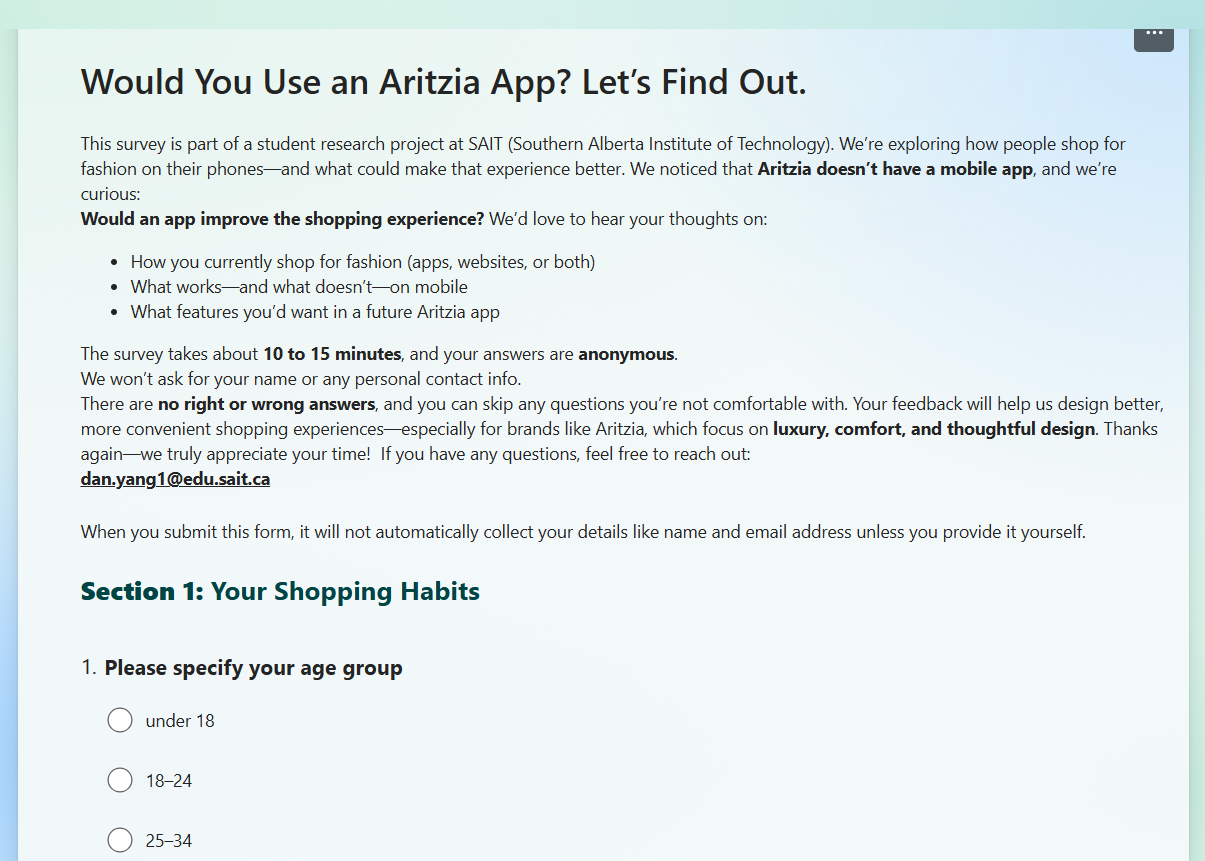 Would You Use an Aritzia App? Let’s Find Out.
This survey is part of a student research project at SAIT (Southern Alberta Institute of Technology). We’re exploring how people shop for
fashion on their phones—and what could make that experience better. We noticed that Aritzia doesn’t have a mobile app, and we’re
curious:
Would an app improve the shopping experience? We’d love to hear your thoughts on:
• How you currently shop for fashion (apps, websites, or both)
• What works—and what doesn’t—on mobile
• What features you’d want in a future Aritzia app
The survey takes about 10 to 15 minutes, and your answers are anonymous.
We won’t ask for your name or any personal contact info.
There are no right or wrong answers, and you can skip any questions you’re not comfortable with. Your feedback will help us design better,
more convenient shopping experiences—especially for brands like Aritzia, which focus on luxury, comfort, and thoughtful design. Thanks
again—we truly appreciate your time!  If you have any questions, feel free to reach out:
dan.yang1@edu.sait.ca
When you submit this form, it will not automatically collect your details like name and email address unless you provide it yourself.
Section 1: Your Shopping Habits
1. Please specify your age group
under 18
18–24
25–34